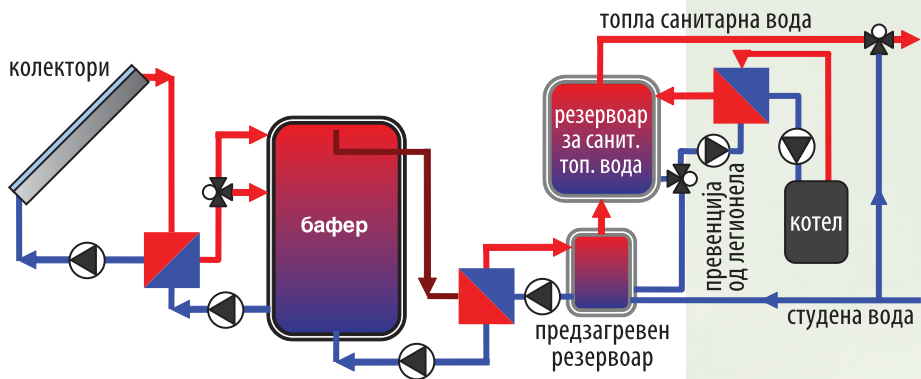 топла санитарна вода
колектори
резервоар
за санит.
топ. вода
бафер
котел
превенција
од легионела
студена вода
предзагревен
резервоар